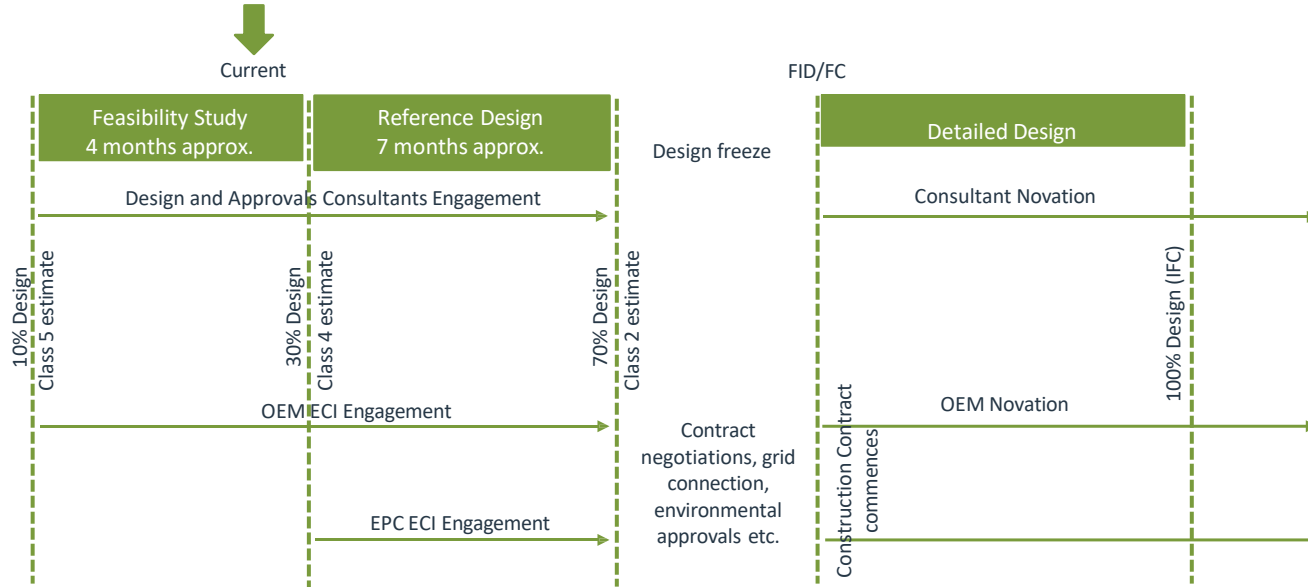 Current
FID/FC
Feasibility Study
4 months approx.
Reference Design
7 months approx.
Design freeze
Detailed Design
Design and Approvals Consultants Engagement
Consultant Novation
10% Design
Class 5 estimate
30% Design
Class 4 estimate
70% Design
Class 2 estimate
100% Design (IFC)
OEM ECI Engagement
OEM Novation
Contract
negotiations, grid
connection,
environmental
approvals etc.
Construction Contract
commences
EPC ECI Engagement